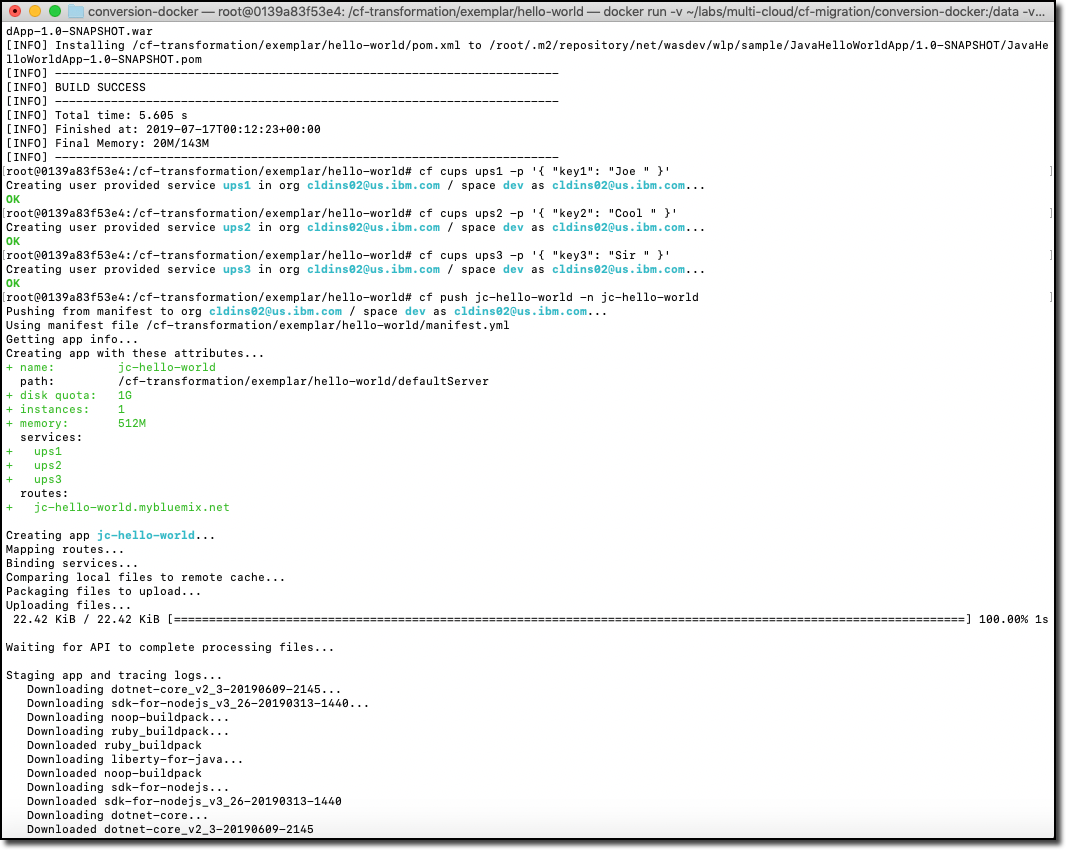 conversion-docker — root@0139a83f53e4: /cf-transformation/exemplar/hello-world — docker run -v ~/labs/multi-cloud/cf-migration/conversion-docker:/data -v...
dApp-1.0-SNAPSHOT.war
[INFO] Installing /cf-transformation/exemplar/hello-world/pom.xml to /root/.m2/repository/net/wasdev/wlp/sample/JavaHelloWorldApp/1.0-SNAPSHOT/JavaHe
lloWorldApp-1.0-SNAPSHOT.pom
[INFO] ------------------------------------------------------------------------
[INFO] BUILD SUCCESS
[INFO] ------------------------------------------------------------------------
[INFO] Total time: 5.605 s
[INFO] Finished at: 2019-07-17T00:12:23+00:00
[INFO] Final Memory: 20M/143M
[INFO] ------------------------------------------------------------------------
[root@0139a83f53e4:/cf-transformation/exemplar/hello-world# cf cups ups1 -p '{ "key1": "Joe " }' ]
Creating user provided service ups1 in org cldins02@us.ibm.com / space dev as cldins02@us.ibm.com...
OK
[root@0139a83f53e4:/cf-transformation/exemplar/hello-world# cf cups ups2 -p '{ "key2": "Cool " }' ]
Creating user provided service ups2 in org cldins02@us.ibm.com / space dev as cldins02@us.ibm.com...
OK
[root@0139a83f53e4:/cf-transformation/exemplar/hello-world# cf cups ups3 -p '{ "key3": "Sir " }' ]
Creating user provided service ups3 in org cldins02@us.ibm.com / space dev as cldins02@us.ibm.com...
OK
[root@0139a83f53e4:/cf-transformation/exemplar/hello-world# cf push jc-hello-world -n jc-hello-world ]
Pushing from manifest to org cldins02@us.ibm.com / space dev as cldins02@us.ibm.com...
Using manifest file /cf-transformation/exemplar/hello-world/manifest.yml
Getting app info...
Creating app with these attributes...
+ name: jc-hello-world
path: /cf-transformation/exemplar/hello-world/defaultServer
+ disk quota: 1G
+ instances: 1
+ memory: 512M
services:
+ ups1
+ ups2
+ ups3
routes:
+ jc-hello-world.mybluemix.net
Creating app jc-hello-world...
Mapping routes...
Binding services...
Comparing local files to remote cache...
Packaging files to upload...
Uploading files...
22.42 KiB / 22.42 KiB [=================================================================================================================] 100.00% 1s
Waiting for API to complete processing files...
Staging app and tracing logs...
Downloading dotnet-core_v2_3-20190609-2145...
Downloading sdk-for-nodejs_v3_26-20190313-1440...
Downloading noop-buildpack...
Downloading ruby_buildpack...
Downloaded ruby_buildpack
Downloading liberty-for-java...
Downloaded noop-buildpack
Downloading sdk-for-nodejs...
Downloaded sdk-for-nodejs_v3_26-20190313-1440
Downloading dotnet-core...
Downloaded dotnet-core_v2_3-20190609-2145